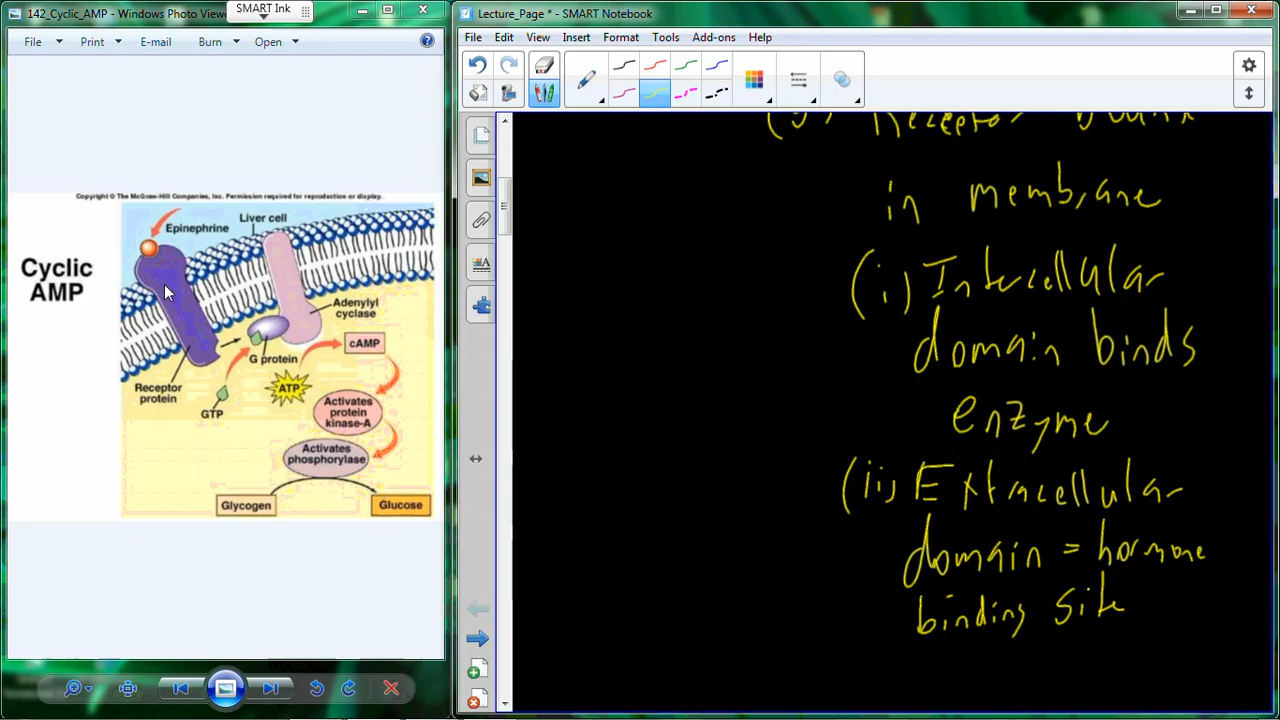 142_Cyclic_AMP - Windows Photo View
SMART Ink
File Print E-mail Burn Open
Copyright © The McGraw-Hill Companies, Inc. Permission required for reproduction or display.
Cyclic
AMP
Epinephrine
Liver cell
Adenylyl
cyclase
G protein
cAMP
Receptor
protein
GTP
ATP
Activates
protein
kinase-A
Activates
phosphorylase
Glycogen
Glucose
Lecture_Page * - SMART Notebook
File Edit View Insert Format Tools Add-ons Help
Receptor
in membrane
(i) Intercellular
domain binds
enzyme
(ii) Extracellular
domain = hormone
binding site